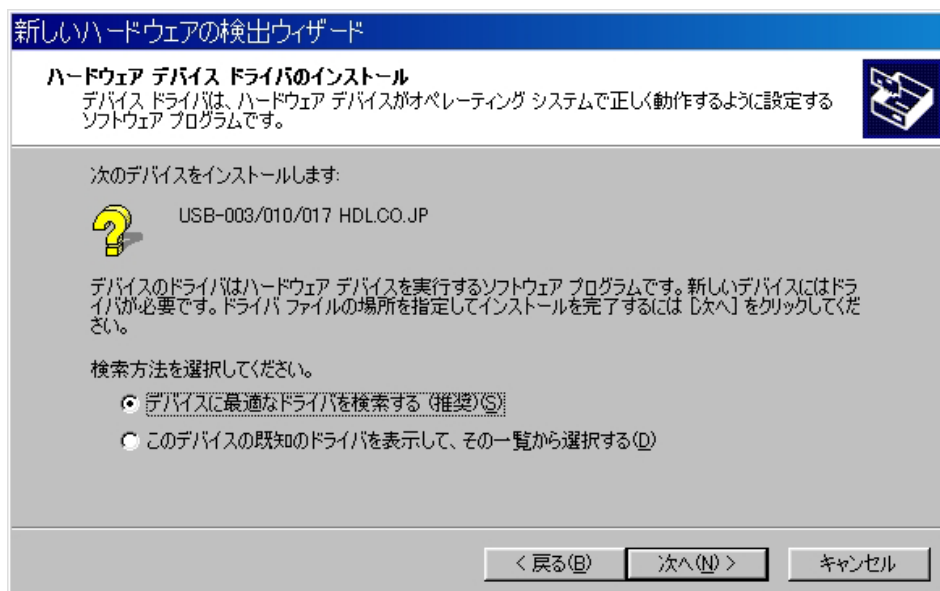 新しいハードウェアの検出ウィザード
ハードウェア デバイス ドライバのインストール
デバイス ドライバは、ハードウェア デバイスがオペレーティング システムで正しく動作するように設定する
ソフトウェア プログラムです。
次のデバイスをインストールします:
USB-003/010/017 HDL.CO.JP
デバイスのドライバはハードウェア デバイスを実行するソフトウェア プログラムです。新しいデバイスにはドラ
イバが必要です。ドライバ ファイルの場所を指定してインストールを完了するには [次へ] をクリックしてくだ
さい。
検索方法を選択してください。
デバイスに最適なドライバを検索する (推奨)(S)
このデバイスの既知のドライバを表示して、その一覧から選択する(D)
< 戻る(B)
次へ(N) >
キャンセル